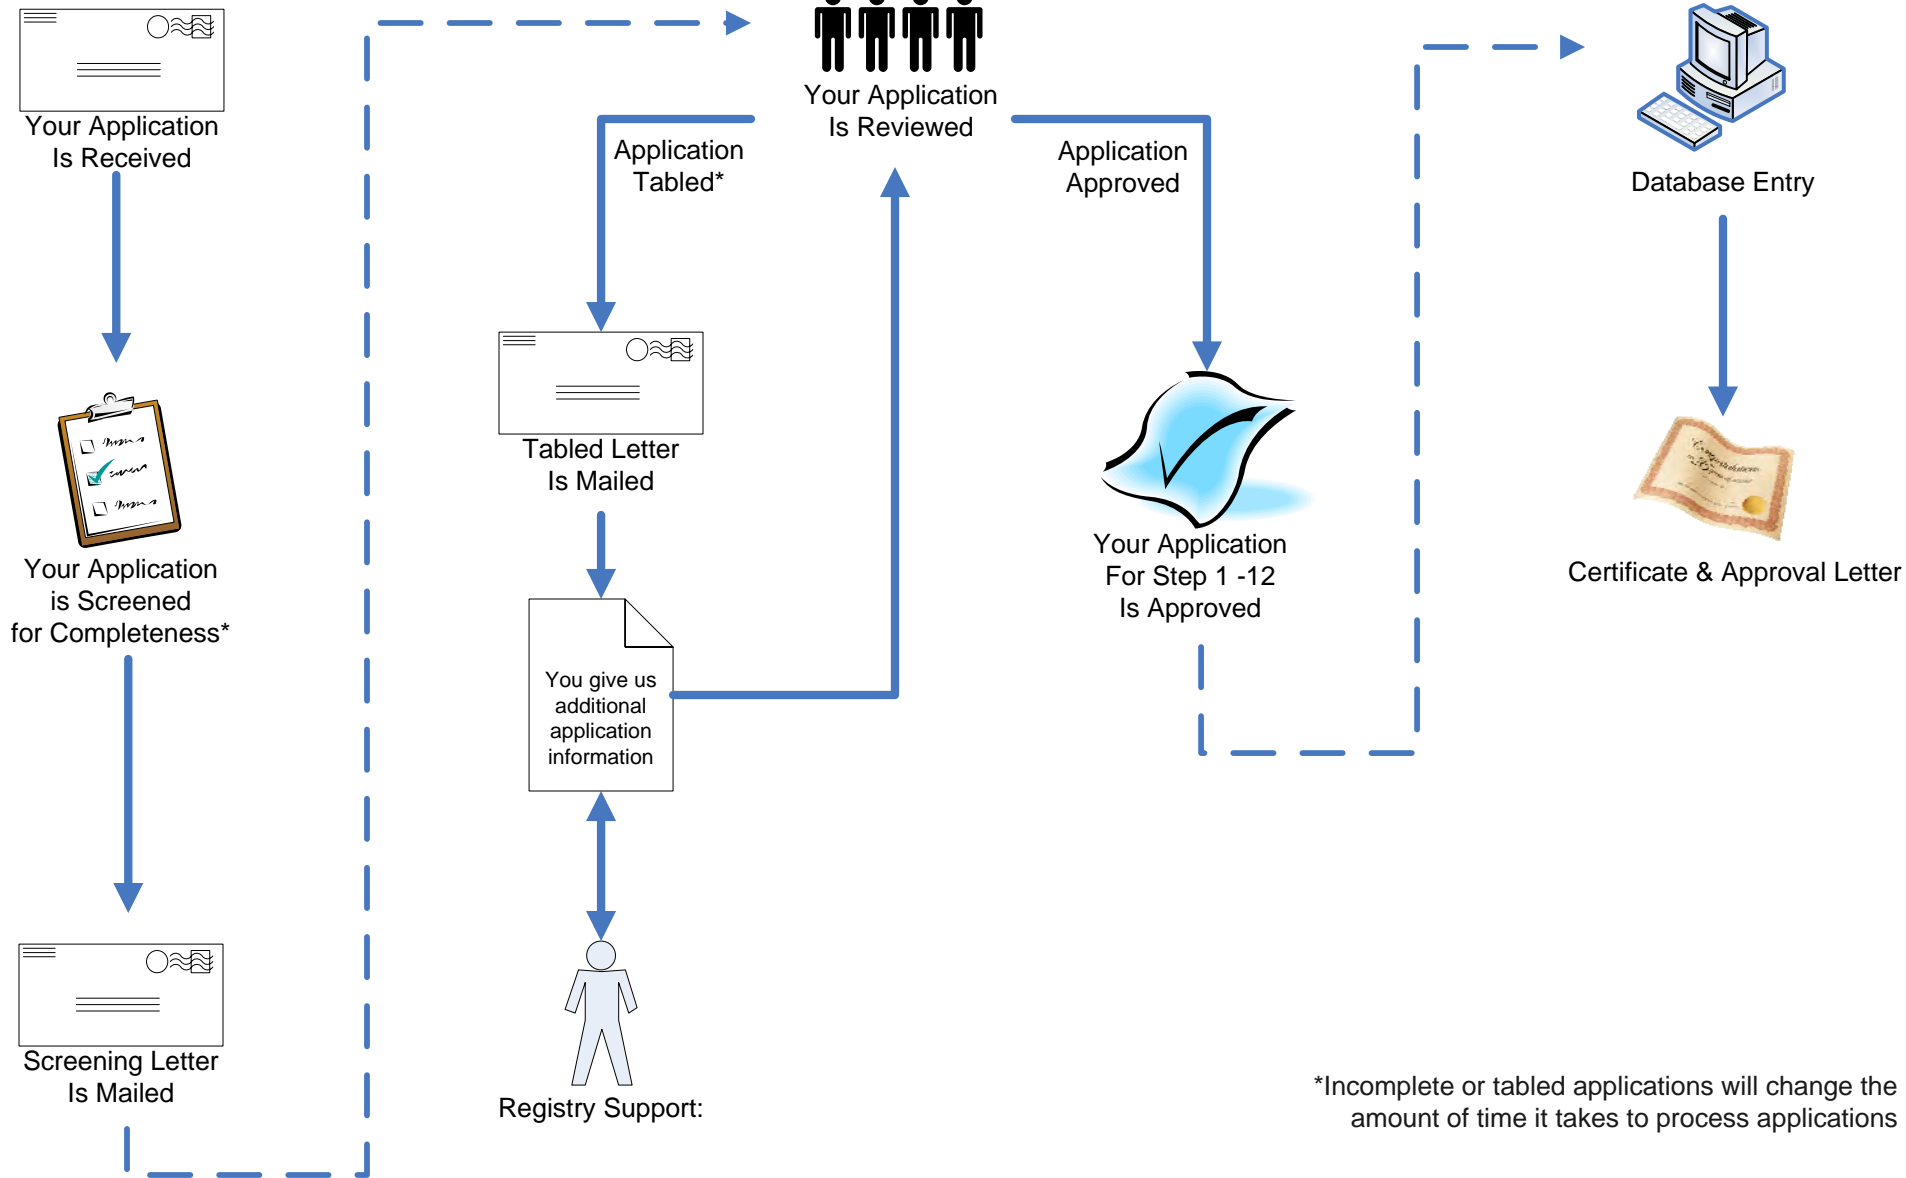 Your Application
Is Received
Your Application
is Screened
for Completeness*
Screening Letter
Is Mailed
Your Application
Is Reviewed
Application
Tabled*
Tabled Letter
Is Mailed
You give us
additional
application
information
Registry Support:
Application
Approved
Your Application
For Step 1 -12
Is Approved
Database Entry
Certificate & Approval Letter
*Incomplete or tabled applications will change the
amount of time it takes to process applications